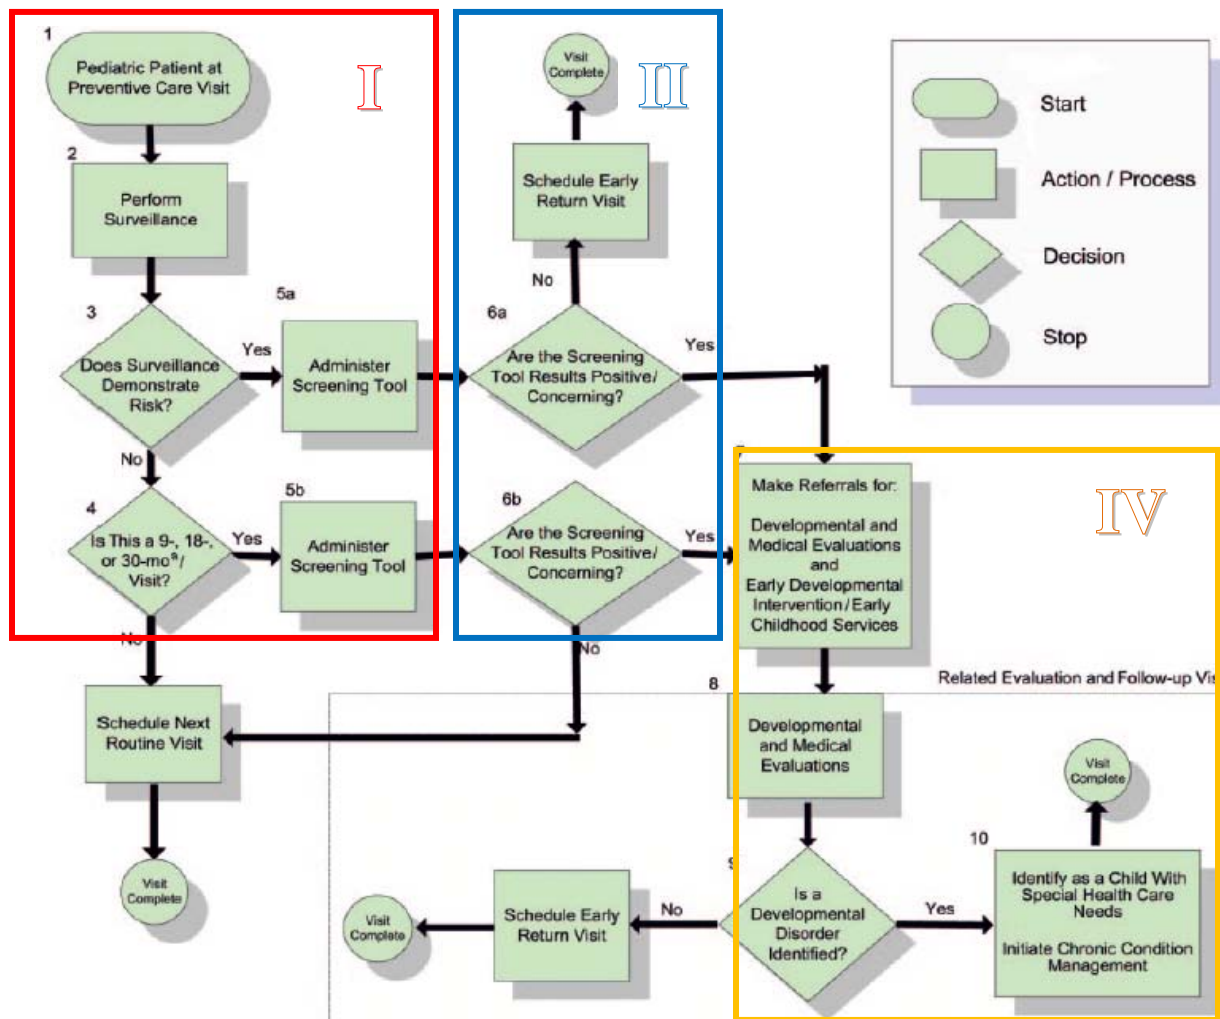 1
Pediatric Patient at
Preventive Care Visit
I
2
Perform
Surveillance
3
Does Surveillance
Demonstrate
Risk?
Yes
5a
Administer
Screening Tool
No
4
Is This a 9-, 18-,
or 30-moª/
Visit?
Yes
5b
Administer
Screening Tool
No
Schedule Next
Routine Visit
Visit
Complete
II
Visit
Complete
Schedule Early
Return Visit
No
6a
Are the Screening
Tool Results Positive/
Concerning?
Yes
6b
Are the Screening
Tool Results Positive/
Concerning?
Yes
No
Start
Action / Process
Decision
Stop
IV
Make Referrals for:
Developmental and
Medical Evaluations
and
Early Developmental
Intervention/Early
Childhood Services
Related Evaluation and Follow-up Vis
8
Developmental
and Medical
Evaluations
9
Is a
Developmental
Disorder
Identified?
No
Schedule Early
Return Visit
Visit
Complete
Yes
10
Identify as a Child With
Special Health Care
Needs
Initiate Chronic Condition
Management
Visit
Complete